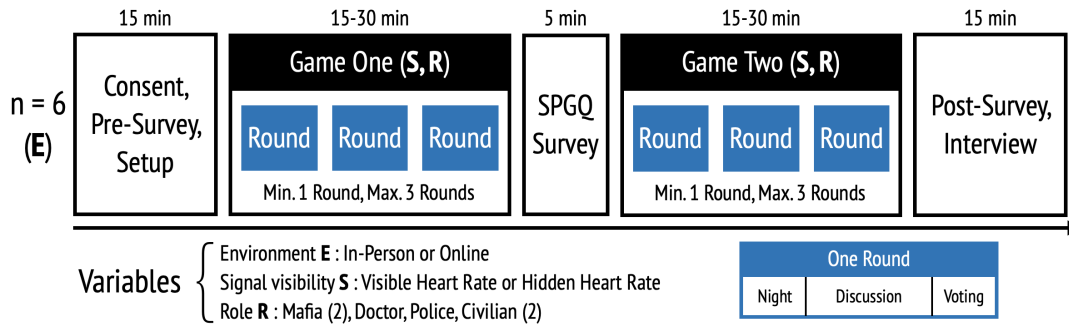 15 min
15-30 min
5 min
15-30 min
15 min
n = 6
(E)
Consent,
Pre-Survey,
Setup
Game One (S, R)
Round
Round
Round
Min. 1 Round, Max. 3 Rounds
SPGQ
Survey
Game Two (S, R)
Round
Round
Round
Min. 1 Round, Max. 3 Rounds
Post-Survey,
Interview
Variables
Environment E : In-Person or Online
Signal visibility S : Visible Heart Rate or Hidden Heart Rate
Role R : Mafia (2), Doctor, Police, Civilian (2)
One Round
Night
Discussion
Voting